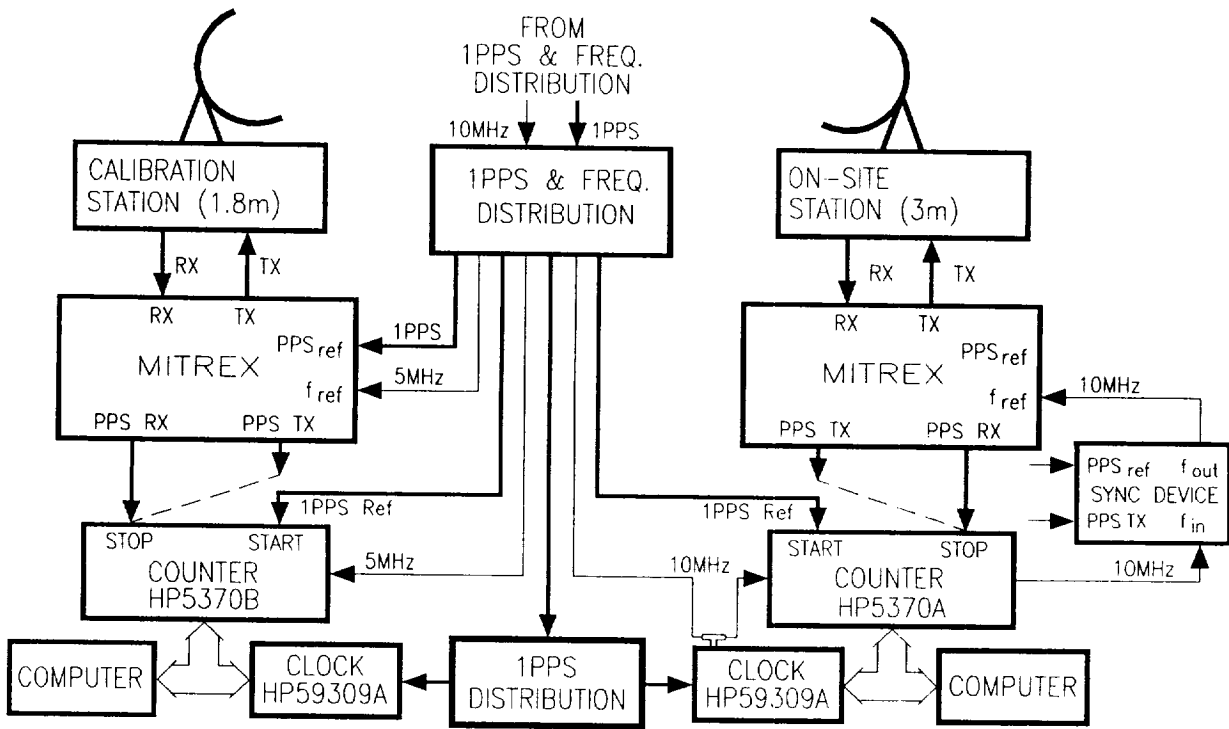 FROM
1PPS & FREQ.
DISTRIBUTION
10MHz
1PPS
CALIBRATION
STATION (1.8m)
1PPS & FREQ.
DISTRIBUTION
ON-SITE
STATION (3m)
RX
TX
RX
TX
RX
TX
PPS ref
MITREX
f ref
PPS RX
PPS TX
1PPS
5MHz
RX
TX
PPS ref
MITREX
f ref
PPS TX
PPS RX
10MHz
PPS ref
f out
SYNC DEVICE
PPS TX
f in
10MHz
1PPS Ref
STOP
START
COUNTER
HP5370B
5MHz
1PPS Ref
START
STOP
COUNTER
HP5370A
10MHz
COMPUTER
CLOCK
HP59309A
1PPS
DISTRIBUTION
CLOCK
HP59309A
COMPUTER